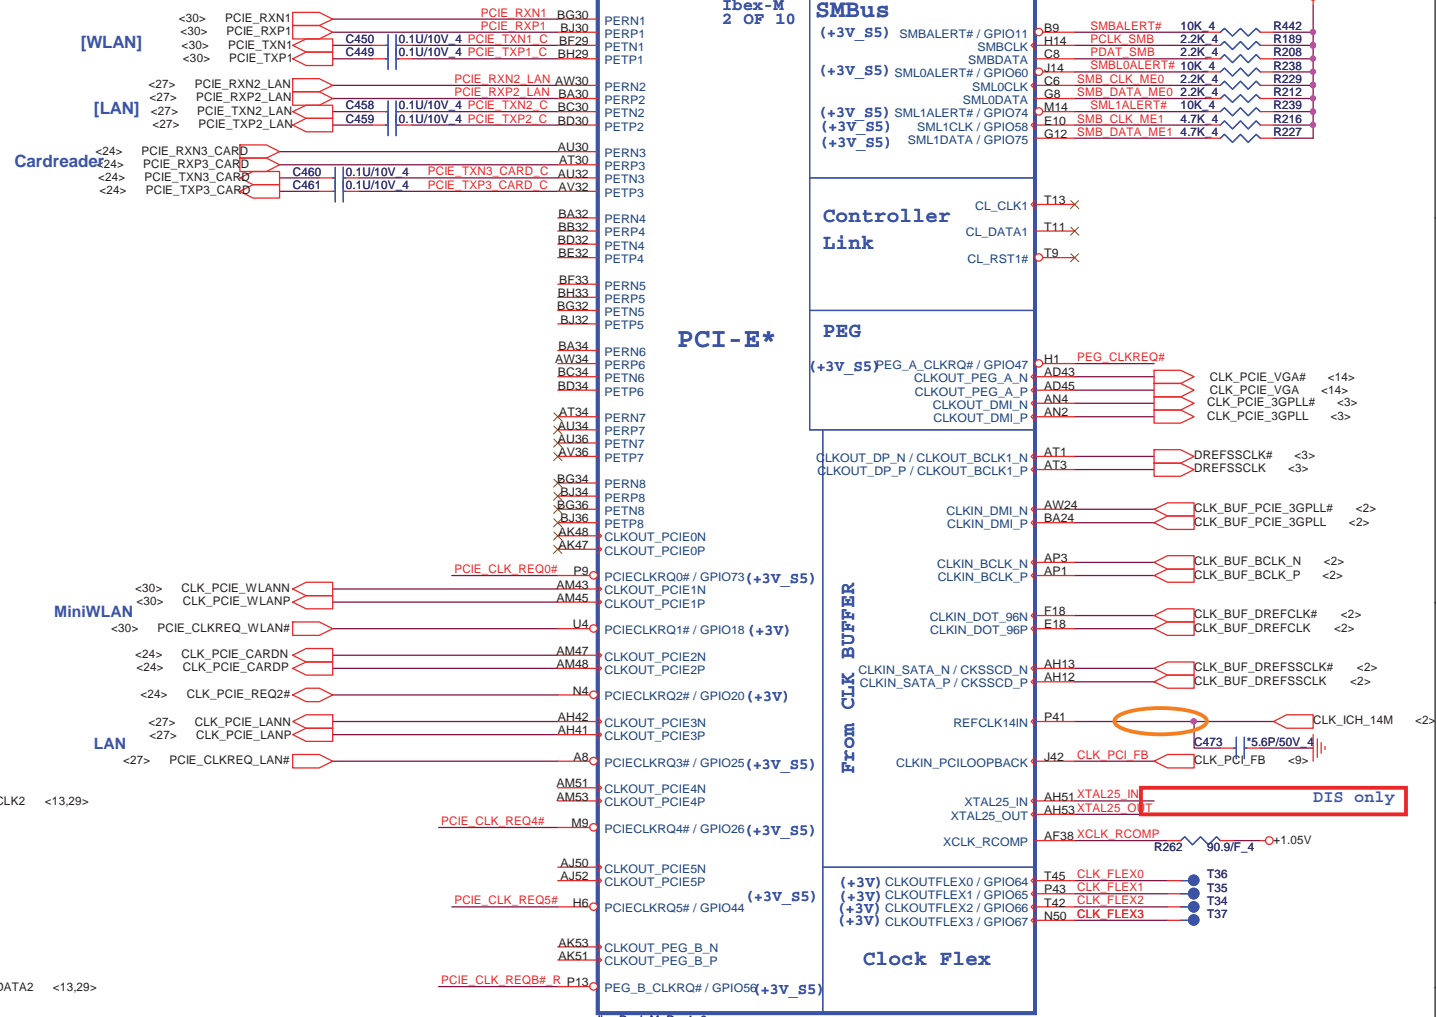 Ibex-M
2 OF 10
SMBus
<30> PCIE_RXN1 PCIE_RXN1 BG30 PERN1
<30> PCIE_RXP1 PCIE_RXP1 BJ30 PERP1
[WLAN]
<30> PCIE_TXN1 C450 0.1U/10V_4 PCIE_TXN1_C BF29 PETN1
<30> PCIE_TXP1 C449 0.1U/10V_4 PCIE_TXP1_C BH29 PETP1
<27> PCIE_RXN2_LAN PCIE_RXN2_LAN AW30 PERN2
<27> PCIE_RXP2_LAN PCIE_RXP2_LAN BA30 PERP2
[LAN]
<27> PCIE_TXN2_LAN C458 0.1U/10V_4 PCIE_TXN2_C BC30 PETN2
<27> PCIE_TXP2_LAN C459 0.1U/10V_4 PCIE_TXP2_C BD30 PETP2
Cardreader
<24> PCIE_RXN3_CARD AU30 PERN3
<24> PCIE_RXP3_CARD AT30 PERP3
<24> PCIE_TXN3_CARD C460 0.1U/10V_4 PCIE_TXN3_CARD_C AU32 PETN3
<24> PCIE_TXP3_CARD C461 0.1U/10V_4 PCIE_TXP3_CARD_C AV32 PETP3
BA32 PERN4
BB32 PERP4
BD32 PETN4
BE32 PETP4
BF33 PERN5
BH33 PERP5
BG32 PETN5
BJ32 PETP5
PCI-E*
BA34 PERN6
AW34 PERP6
BC34 PETN6
BD34 PETP6
AT34 PERN7
AU34 PERP7
AU36 PETN7
AV36 PETP7
BG34 PERN8
BJ34 PERP8
BG36 PETN8
BJ36 PETP8
AK48 CLKOUT_PCIE0N
AK47 CLKOUT_PCIE0P
PCIE_CLK_REQ0# P9 PCIECLKRQ0# / GPIO73 (+3V_S5)
<30> CLK_PCIE_WLANN AM43 CLKOUT_PCIE1N
<30> CLK_PCIE_WLANP AM45 CLKOUT_PCIE1P
MiniWLAN
<30> PCIE_CLKREQ_WLAN# U4 PCIECLKRQ1# / GPIO18 (+3V)
<24> CLK_PCIE_CARDN AM47 CLKOUT_PCIE2N
<24> CLK_PCIE_CARDP AM48 CLKOUT_PCIE2P
<24> CLK_PCIE_REQ2# N4 PCIECLKRQ2# / GPIO20 (+3V)
<27> CLK_PCIE_LANN AH42 CLKOUT_PCIE3N
<27> CLK_PCIE_LANP AH41 CLKOUT_PCIE3P
LAN
<27> PCIE_CLKREQ_LAN# A8 PCIECLKRQ3# / GPIO25 (+3V_S5)
AM51 CLKOUT_PCIE4N
AM53 CLKOUT_PCIE4P
CLK2 <13,29>
PCIE_CLK_REQ4# M9 PCIECLKRQ4# / GPIO26 (+3V_S5)
AJ50 CLKOUT_PCIE5N
AJ52 CLKOUT_PCIE5P
(+3V_S5)
PCIE_CLK_REQ5# H6 PCIECLKRQ5# / GPIO44
AK53 CLKOUT_PEG_B_N
AK51 CLKOUT_PEG_B_P
DATA2 <13,29>
PCIE_CLK_REQB#_R P13 PEG_B_CLKRQ# / GPIO56 (+3V_S5)
(+3V_S5) SMBALERT# / GPIO11 B9 SMBALERT# 10K_4 R442
SMBCLK H14 PCLK_SMB 2.2K_4 R189
SMBDATA C8 PDAT_SMB 2.2K_4 R208
(+3V_S5) SML0ALERT# / GPIO60 J14 SMBL0ALERT# 10K_4 R238
SML0CLK C6 SMB_CLK_ME0 2.2K_4 R229
SML0DATA G8 SMB_DATA_ME0 2.2K_4 R212
(+3V_S5) SML1ALERT# / GPIO74 M14 SML1ALERT# 10K_4 R239
(+3V_S5) SML1CLK / GPIO58 E10 SMB_CLK_ME1 4.7K_4 R216
(+3V_S5) SML1DATA / GPIO75 G12 SMB_DATA_ME1 4.7K_4 R227
Controller
Link
CL_CLK1 T13
CL_DATA1 T11
CL_RST1# T9
PEG
(+3V_S5) PEG_A_CLKRQ# / GPIO47 H1 PEG_CLKREQ#
CLKOUT_PEG_A_N AD43 CLK_PCIE_VGA# <14>
CLKOUT_PEG_A_P AD45 CLK_PCIE_VGA <14>
CLKOUT_DMI_N AN4 CLK_PCIE_3GPLL# <3>
CLKOUT_DMI_P AN2 CLK_PCIE_3GPLL <3>
CLKOUT_DP_N / CLKOUT_BCLK1_N AT1 DREFSSCLK# <3>
CLKOUT_DP_P / CLKOUT_BCLK1_P AT3 DREFSSCLK <3>
CLKIN_DMI_N AW24 CLK_BUF_PCIE_3GPLL# <2>
CLKIN_DMI_P BA24 CLK_BUF_PCIE_3GPLL <2>
CLKIN_BCLK_N AP3 CLK_BUF_BCLK_N <2>
CLKIN_BCLK_P AP1 CLK_BUF_BCLK_P <2>
From CLK BUFFER
CLKIN_DOT_96N F18 CLK_BUF_DREFCLK# <2>
CLKIN_DOT_96P E18 CLK_BUF_DREFCLK <2>
CLKIN_SATA_N / CKSSCD_N AH13 CLK_BUF_DREFSSCLK# <2>
CLKIN_SATA_P / CKSSCD_P AH12 CLK_BUF_DREFSSCLK <2>
REFCLK14IN P41 CLK_ICH_14M <2>
C473 *5.6P/50V_4
CLKIN_PCILOOPBACK J42 CLK_PCI_FB CLK_PCI_FB <9>
XTAL25_IN AH51 XTAL25_IN DIS only
XTAL25_OUT AH53 XTAL25_OUT
XCLK_RCOMP AF38 XCLK_RCOMP R262 90.9/F_4 +1.05V
(+3V) CLKOUTFLEX0 / GPIO64 T45 CLK_FLEX0 T36
(+3V) CLKOUTFLEX1 / GPIO65 P43 CLK_FLEX1 T35
(+3V) CLKOUTFLEX2 / GPIO66 T42 CLK_FLEX2 T34
(+3V) CLKOUTFLEX3 / GPIO67 N50 CLK_FLEX3 T37
Clock Flex